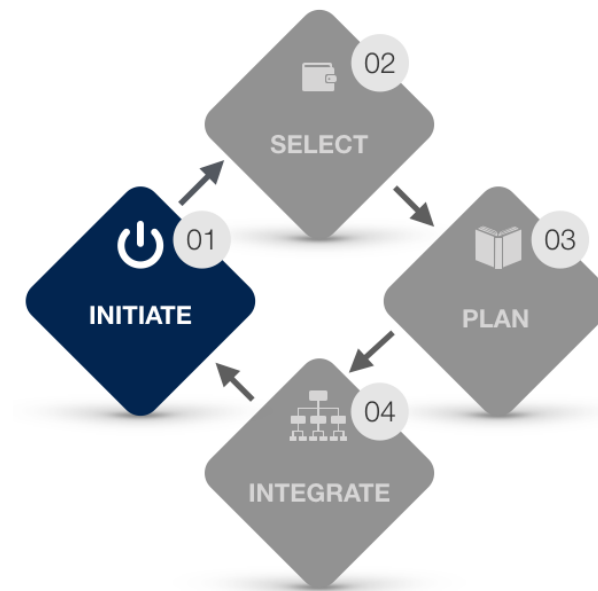 01
INITIATE
02
SELECT
03
PLAN
04
INTEGRATE